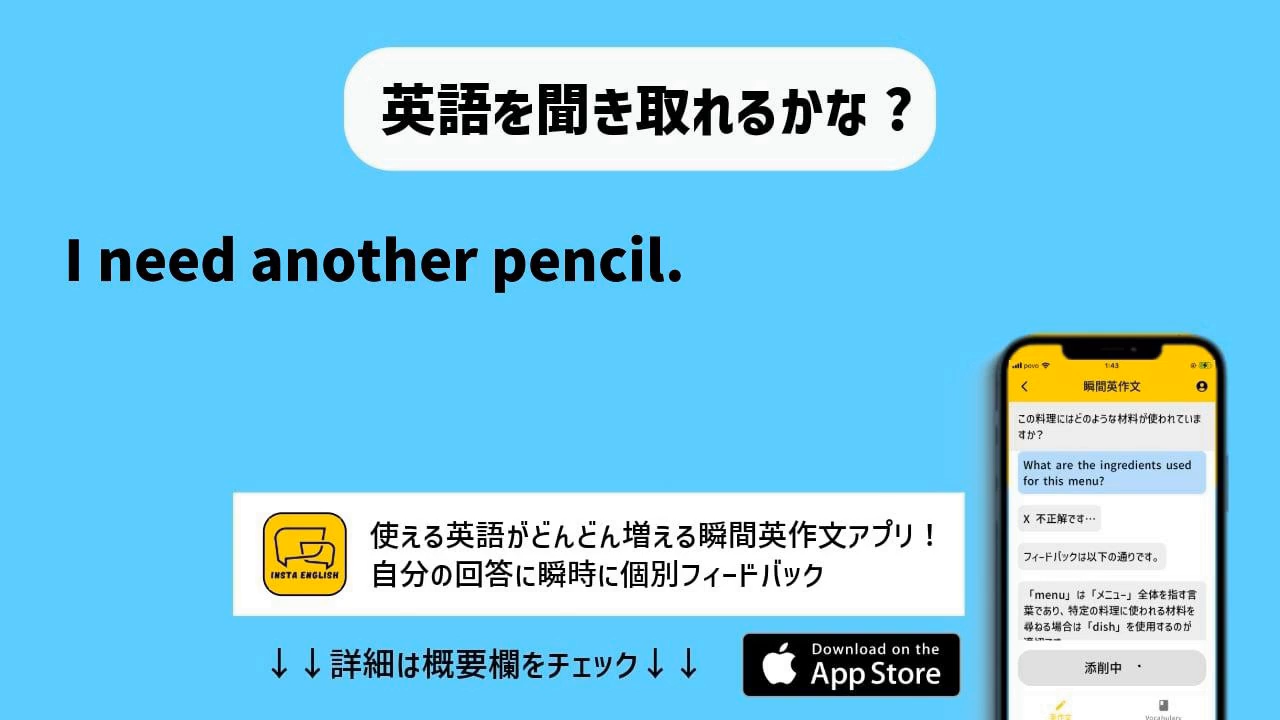 英語を聞き取れるかな？
I need another pencil.
povo
1:43
瞬間英作文
この料理にはどのような材料が使われていま
すか？
What are the ingredients used
for this menu?
X 不正解です…
フィードバックは以下の通りです。
「menu」は「メニュー」全体を指す言
葉であり、特定の料理に使われる材料を
尋ねる場合は「dish」を使用するのが
添削中
英作文
Vocabulary
INSTA ENGLISH
使える英語がどんどん増える瞬間英作文アプリ！
自分の回答に瞬時に個別フィードバック
↓↓詳細は概要欄をチェック↓↓
Download on the
App Store